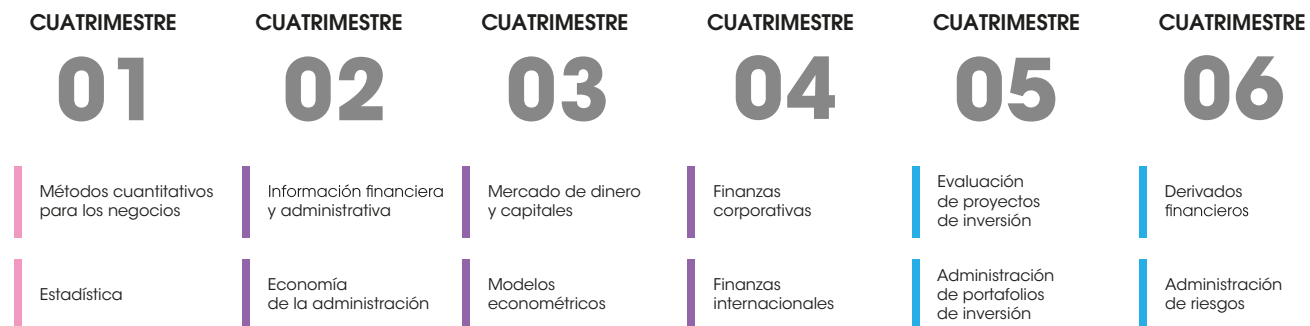 CUATRIMESTRE
01
Métodos cuantitativos
para los negocios
Estadística
CUATRIMESTRE
02
Información financiera
y administrativa
Economía
de la administración
CUATRIMESTRE
03
Mercado de dinero
y capitales
Modelos
econométricos
CUATRIMESTRE
04
Finanzas
corporativas
Finanzas
internacionales
CUATRIMESTRE
05
Evaluación
de proyectos
de inversión
Administración
de portafolios
de inversión
CUATRIMESTRE
06
Derivados
financieros
Administración
de riesgos